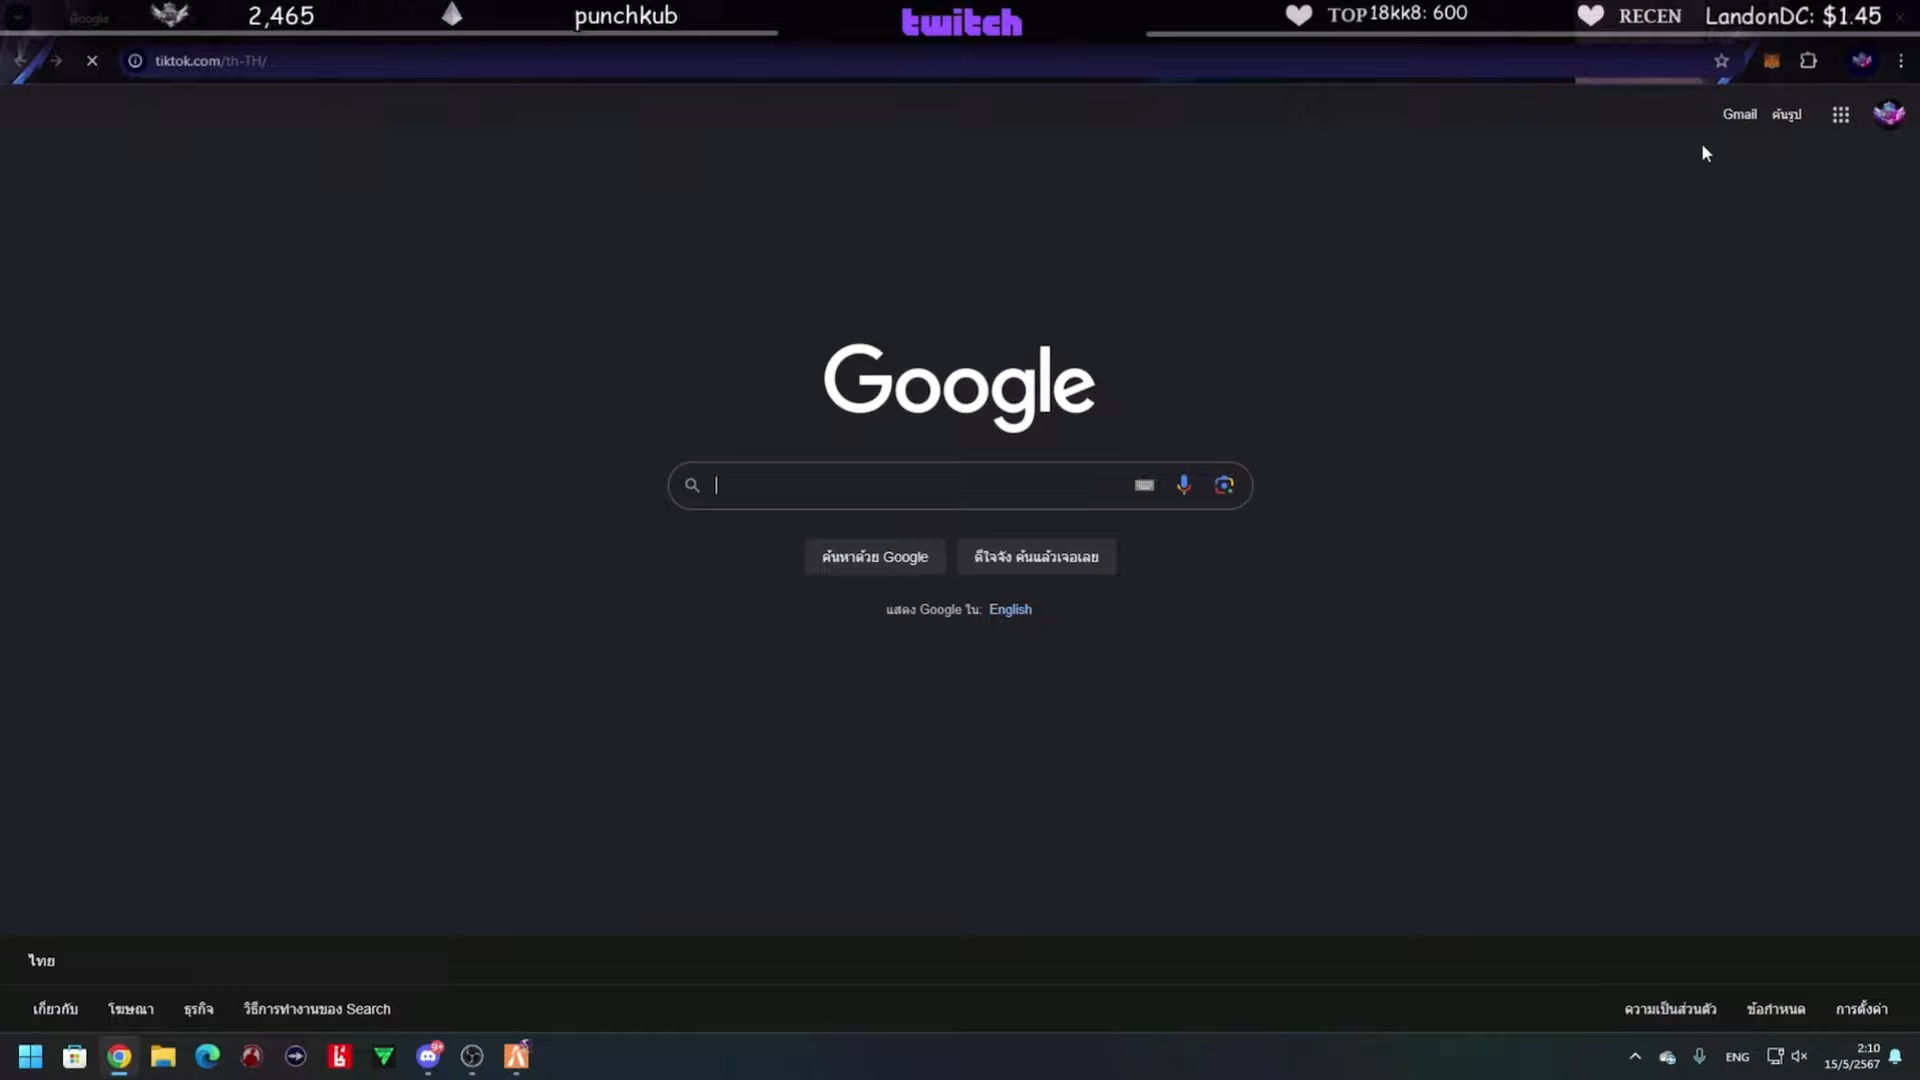 Google 2,465 punchkub twitch TOP 18kk8: 600 RECEN LandonDC: $1.45
tiktok.com/th-TH/
Gmail ค้นรูป
Google
ค้นหาด้วย Google ดีใจจัง ค้นแล้วเจอเลย
แสดง Google ใน: English
ไทย
เกี่ยวกับ โฆษณา ธุรกิจ วิธีการทำงานของ Search ความเป็นส่วนตัว ข้อกำหนด การตั้งค่า
ENG 2:10
15/5/2567